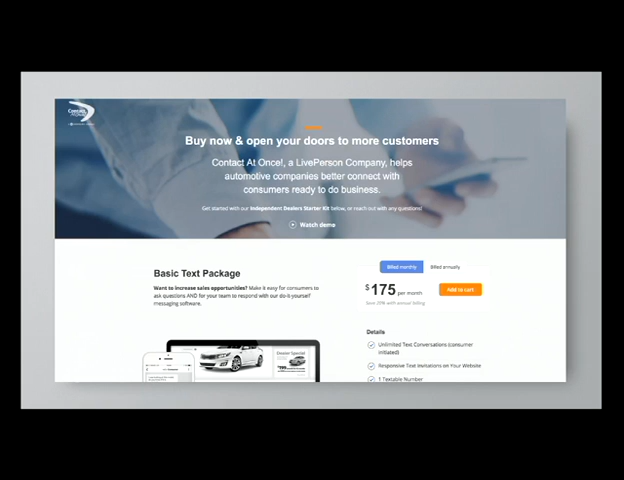 Contact
At Once!
Buy now & open your doors to more customers
Contact At Once!, a LivePerson Company, helps
automotive companies better connect with
consumers ready to do business.
Get started with our Independent Dealers Starter Kit below, or reach out with any questions!
Watch demo
Basic Text Package
Want to increase sales opportunities? Make it easy for consumers to
ask questions AND for your team to respond with our do-it-yourself
messaging software.
Billed monthly Billed annually
$175 per month
Add to cart
Save 20% with annual billing
Details
Unlimited Text Conversations (consumer
initiated)
Responsive Text Invitations on Your Website
1 Textable Number
Dealer Special